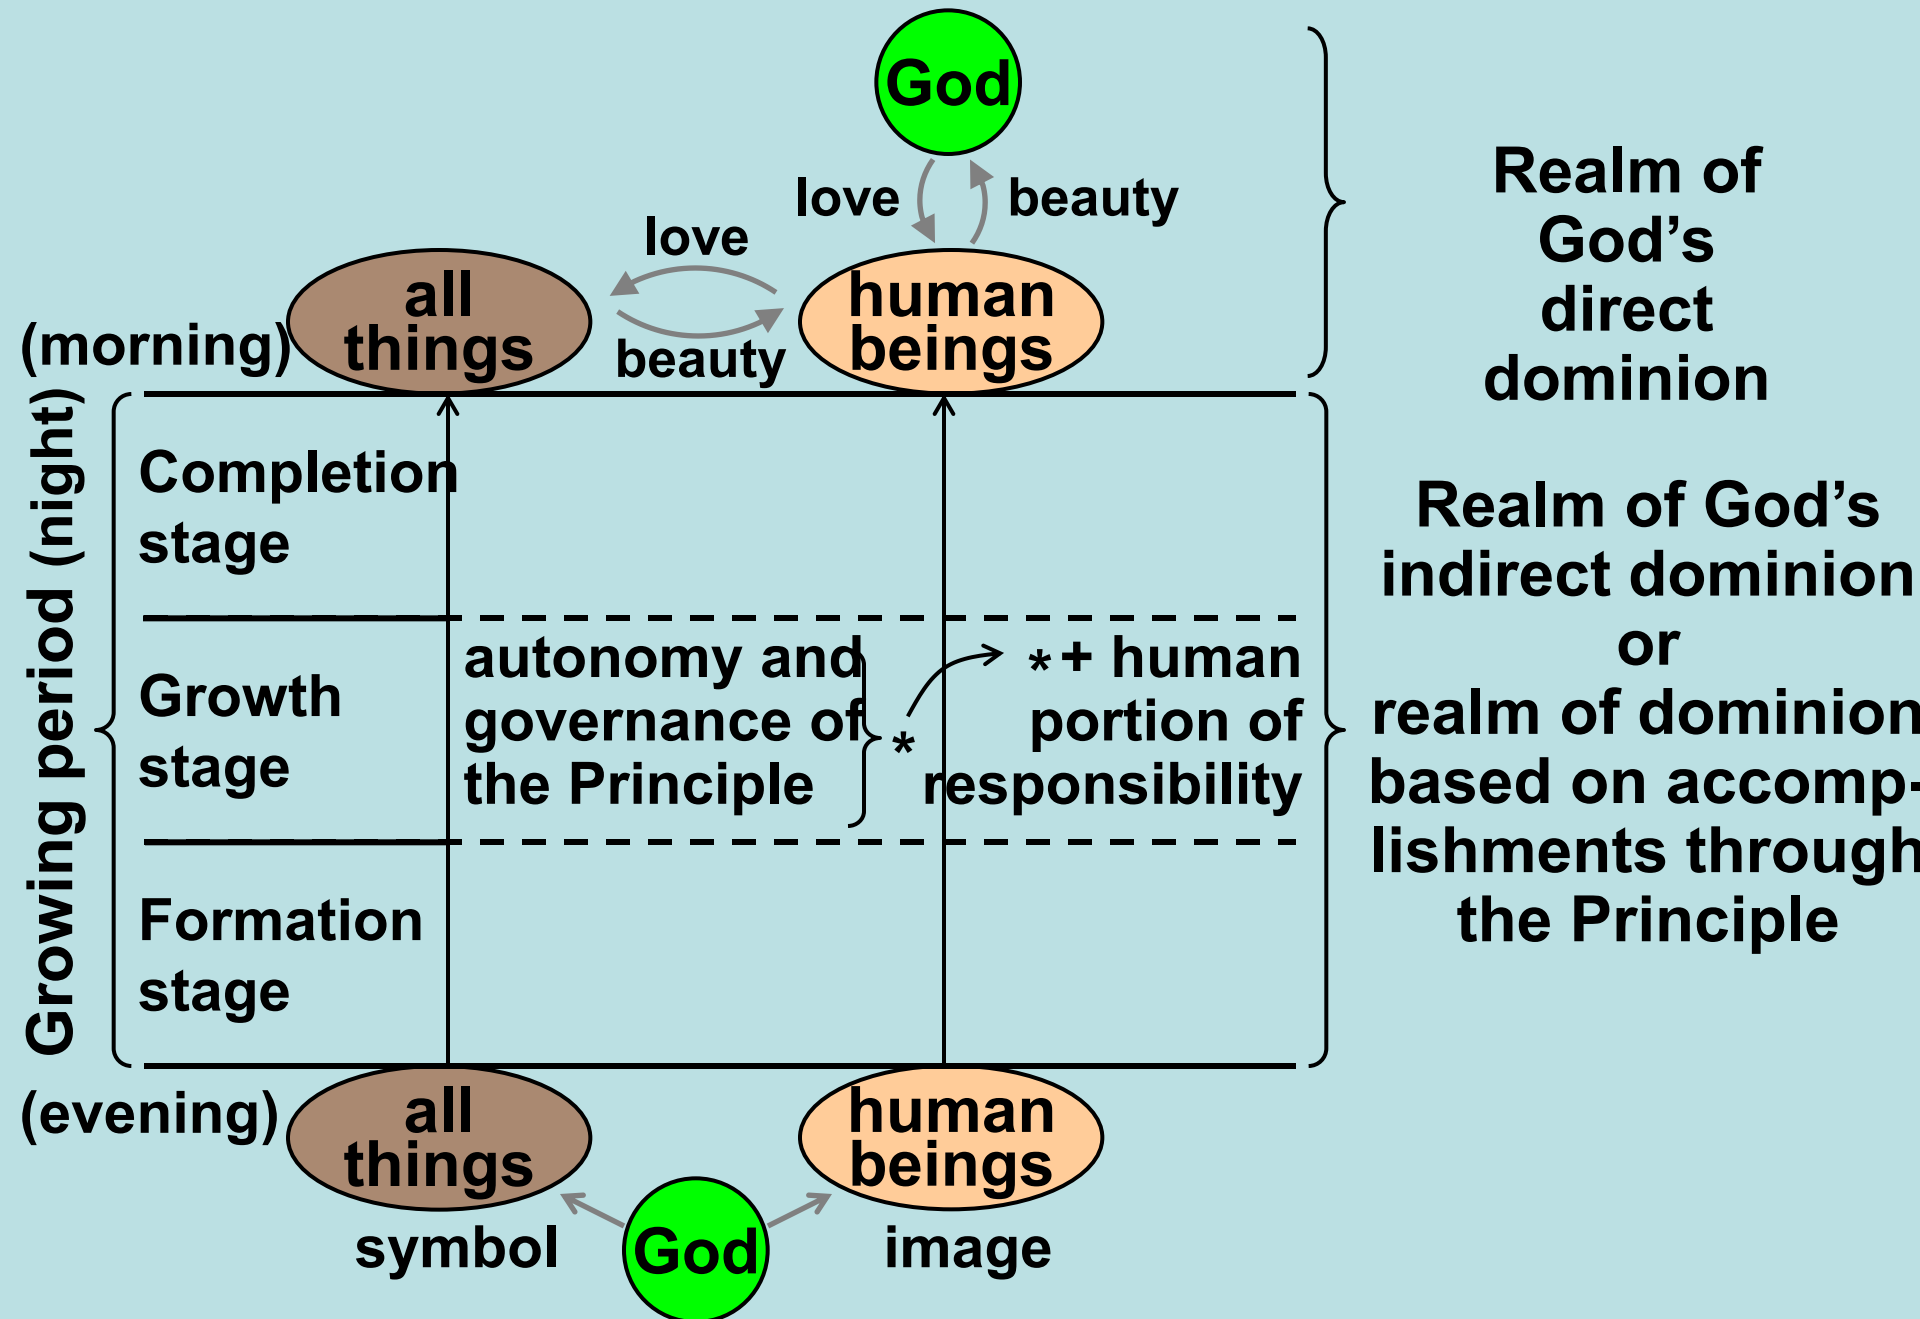 God
love
beauty
love
all
things
human
beings
beauty
(morning)
Realm of
God’s
direct
dominion
Growing period (night)
Completion
stage
Growth
stage
Formation
stage
autonomy and
governance of
the Principle
*
* + human
portion of
responsibility
Realm of God’s
indirect dominion
or
realm of dominion
based on accomp-
lishments through
the Principle
(evening)
all
things
human
beings
symbol
God
image